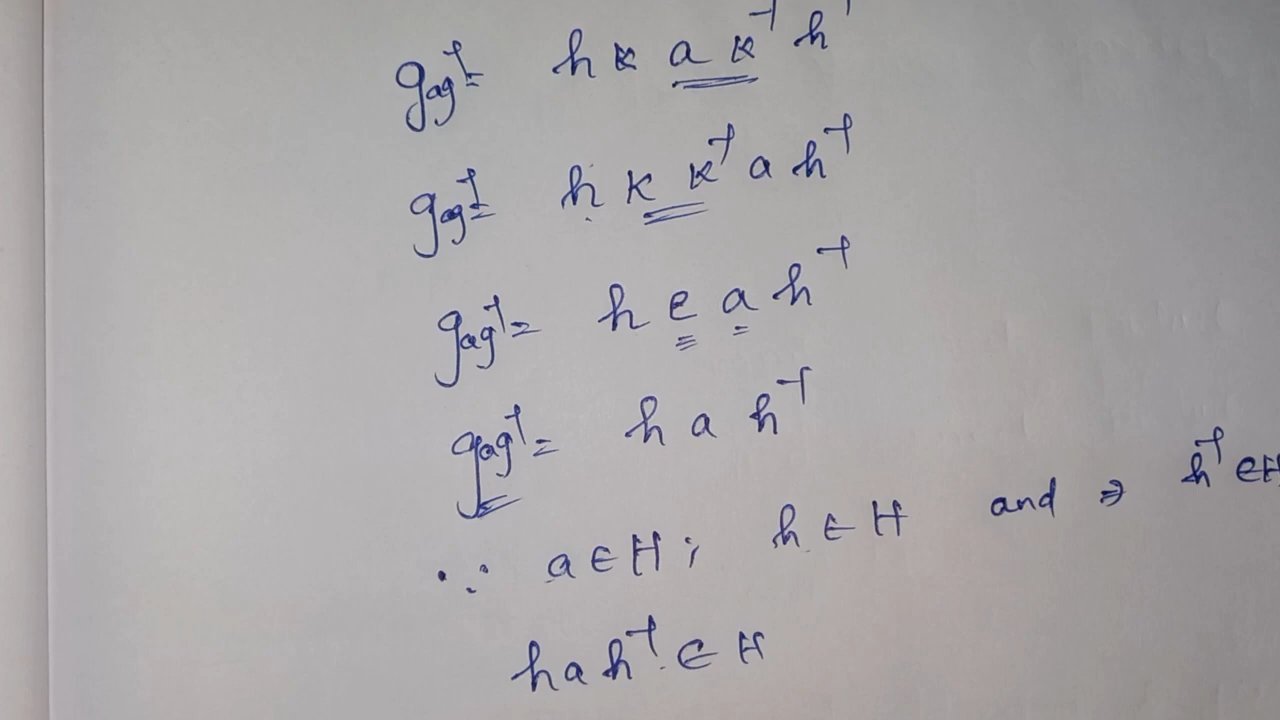 gag⁻¹= h k a k⁻¹ h⁻¹
gag⁻¹= h k k⁻¹ a h⁻¹
gag⁻¹= h e a h⁻¹
gag⁻¹= h a h⁻¹
∵ a ∈ H; h ∈ H and ⇒ h⁻¹ ∈ H
h a h⁻¹ ∈ H